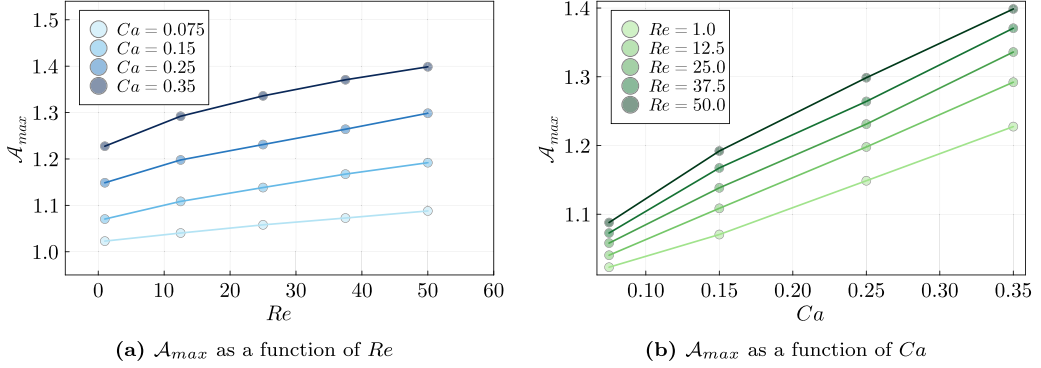 1.5
1.4
1.3
1.2
1.1
1.0
𝒜max
Ca = 0.075
Ca = 0.15
Ca = 0.25
Ca = 0.35
0 10 20 30 40 50 60
Re
(a) 𝒜max as a function of Re
1.4
1.3
1.2
1.1
𝒜max
Re = 1.0
Re = 12.5
Re = 25.0
Re = 37.5
Re = 50.0
0.10 0.15 0.20 0.25 0.30 0.35
Ca
(b) 𝒜max as a function of Ca